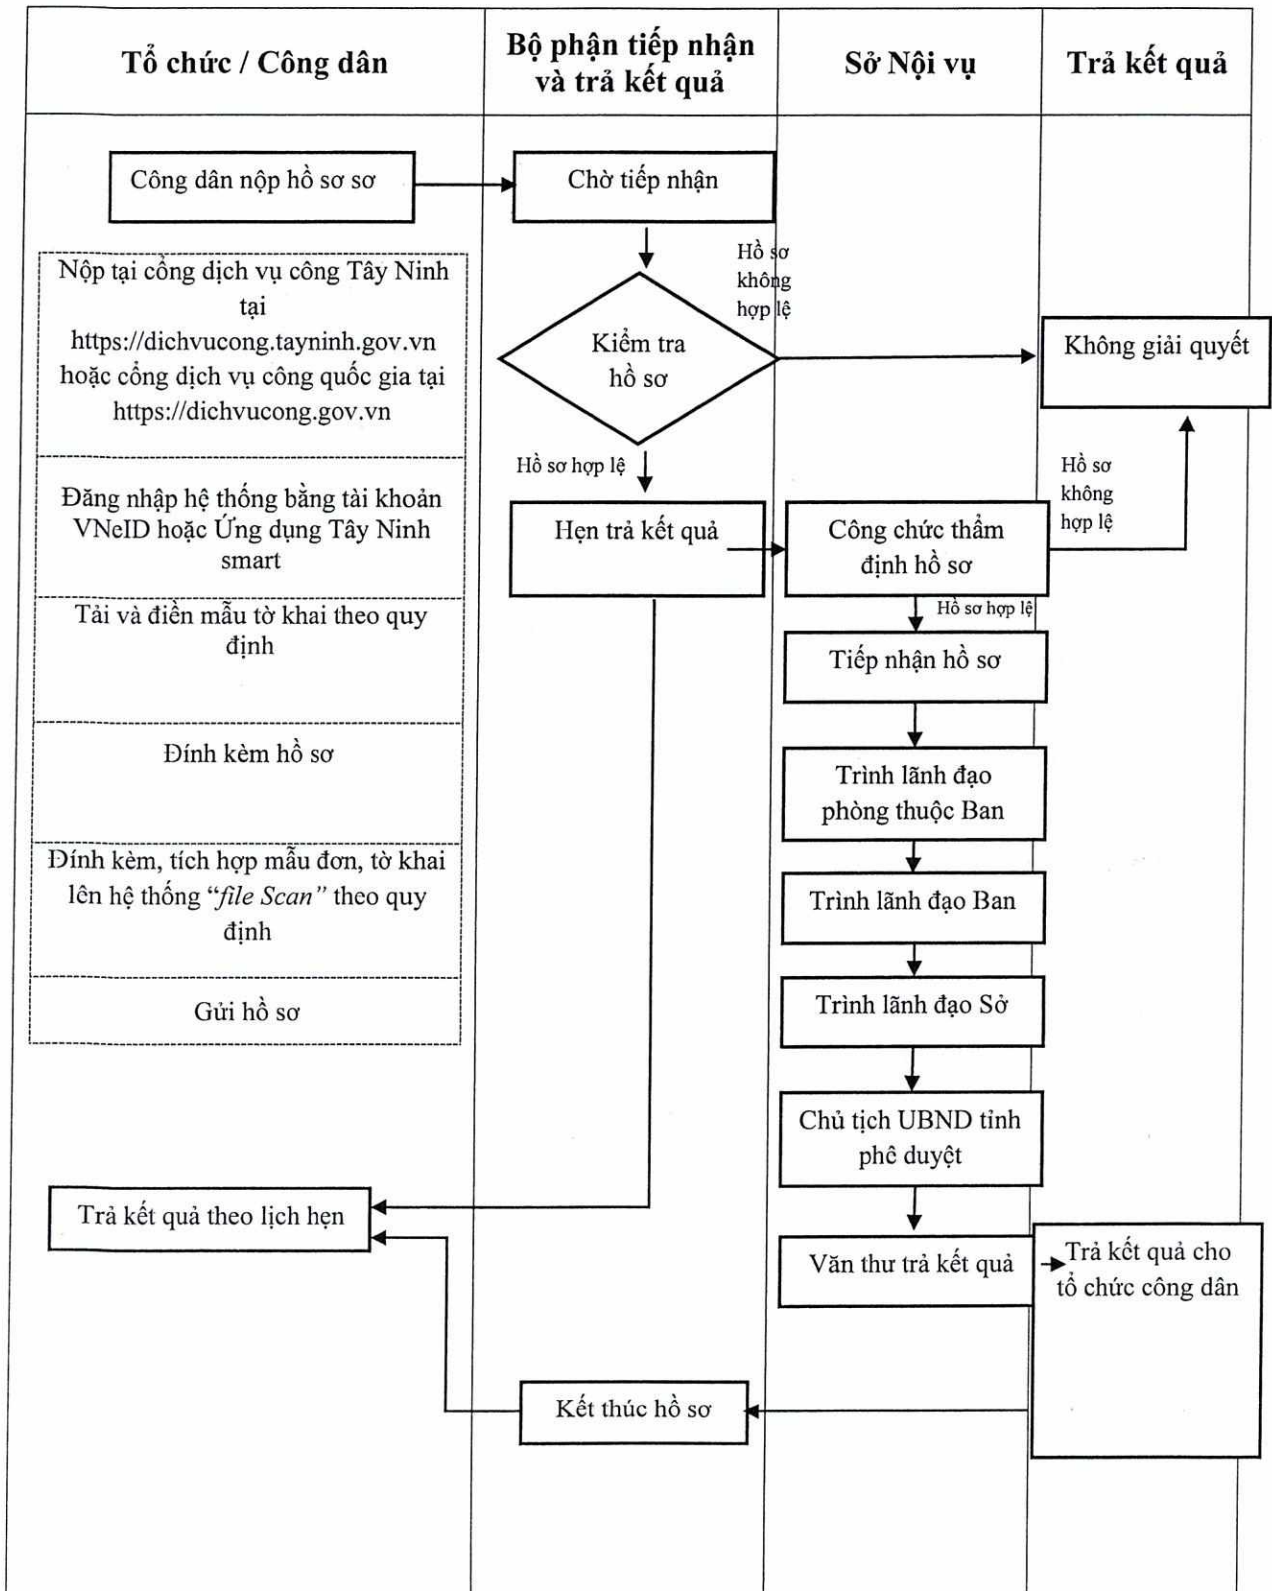 Tổ chức / Công dân
Bộ phận tiếp nhận
và trả kết quả
Sở Nội vụ
Trả kết quả
Công dân nộp hồ sơ sơ
Chờ tiếp nhận
Hồ sơ
không
hợp lệ
Nộp tại cổng dịch vụ công Tây Ninh
tại
https://dichvucong.tayninh.gov.vn
hoặc cổng dịch vụ công quốc gia tại
https://dichvucong.gov.vn
Kiểm tra
hồ sơ
Không giải quyết
Hồ sơ hợp lệ
Hồ sơ
không
hợp lệ
Đăng nhập hệ thống bằng tài khoản
VNeID hoặc Ứng dụng Tây Ninh
smart
Hẹn trả kết quả
Công chức thẩm
định hồ sơ
Hồ sơ hợp lệ
Tải và điền mẫu tờ khai theo quy
định
Tiếp nhận hồ sơ
Đính kèm hồ sơ
Trình lãnh đạo
phòng thuộc Ban
Đính kèm, tích hợp mẫu đơn, tờ khai
lên hệ thống “file Scan” theo quy
định
Trình lãnh đạo Ban
Gửi hồ sơ
Trình lãnh đạo Sở
Chủ tịch UBND tỉnh
phê duyệt
Trả kết quả theo lịch hẹn
Văn thư trả kết quả
Trả kết quả cho
tổ chức công dân
Kết thúc hồ sơ